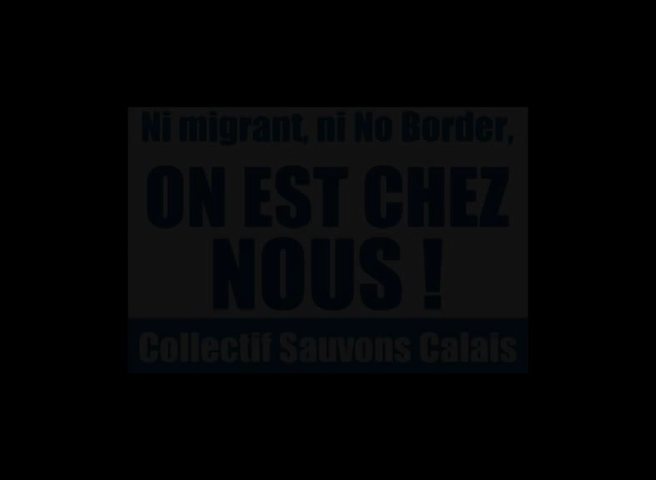 Ni migrant, ni No Border,
ON EST CHEZ
NOUS !
Collectif Sauvons Calais